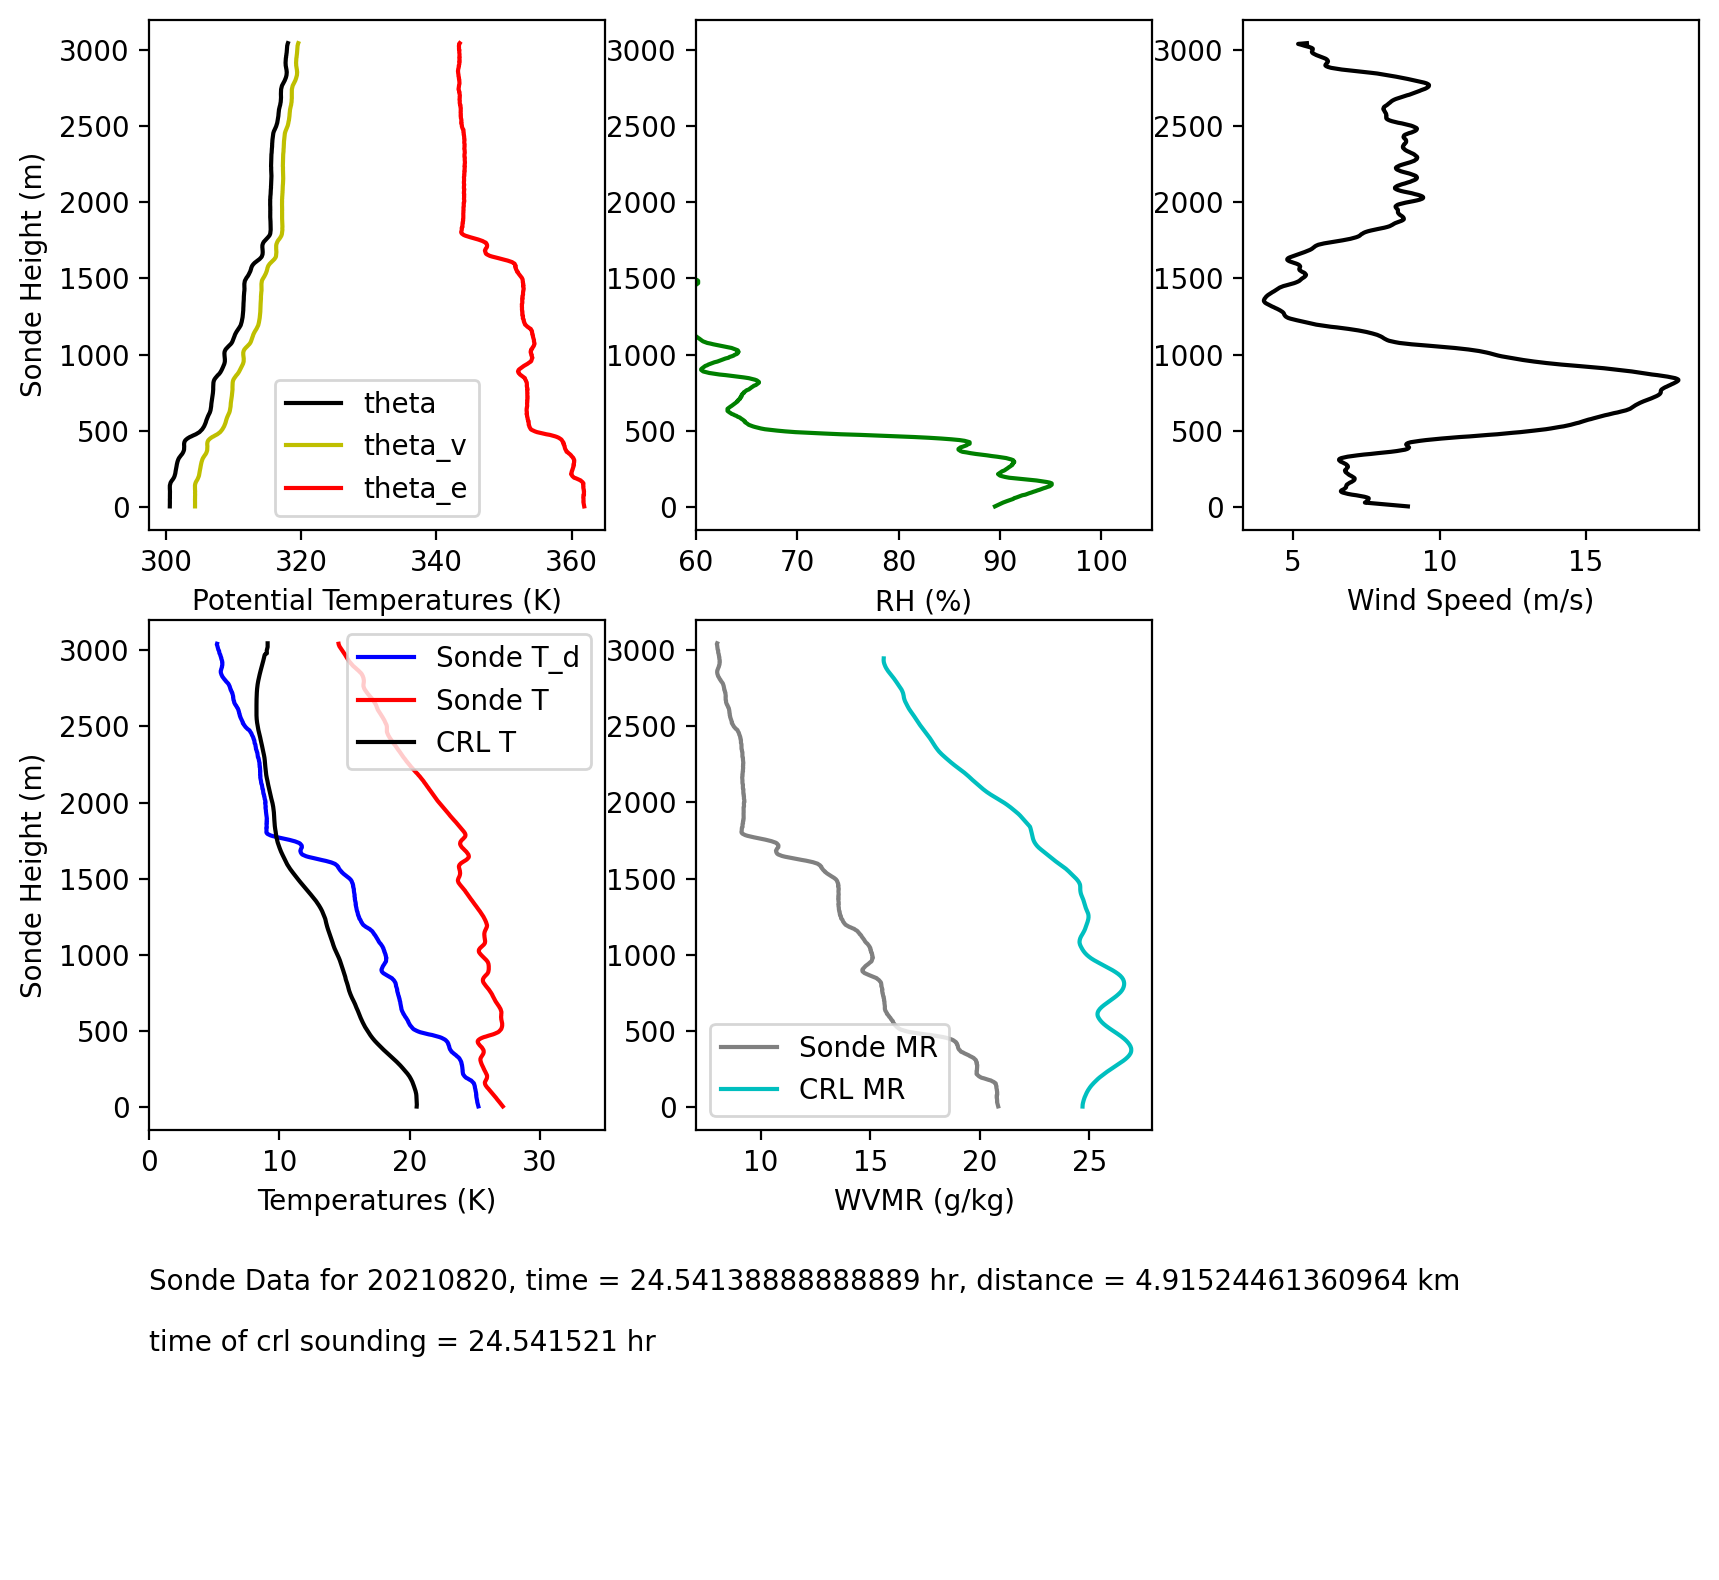 3000
2500
2000
1500
1000
500
0
Sonde Height (m)
theta
theta_v
theta_e
300 320 340 360
Potential Temperatures (K)
3000
2500
2000
1500
1000
500
0
60 70 80 90 100
RH (%)
3000
2500
2000
1500
1000
500
0
5 10 15
Wind Speed (m/s)
3000
2500
2000
1500
1000
500
0
Sonde Height (m)
Sonde T_d
Sonde T
CRL T
0 10 20 30
Temperatures (K)
3000
2500
2000
1500
1000
500
0
Sonde MR
CRL MR
10 15 20 25
WVMR (g/kg)
Sonde Data for 20210820, time = 24.54138888888889 hr, distance = 4.91524461360964 km
time of crl sounding = 24.541521 hr